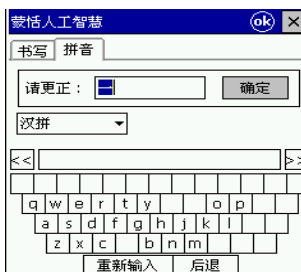 蒙恬人工智慧 ok ×
书写 拼音
请更正： 一 确定
汉拼
<< >>
q w e r t y o p
a s d f g h j k l
z x c b n m
重新输入 后退